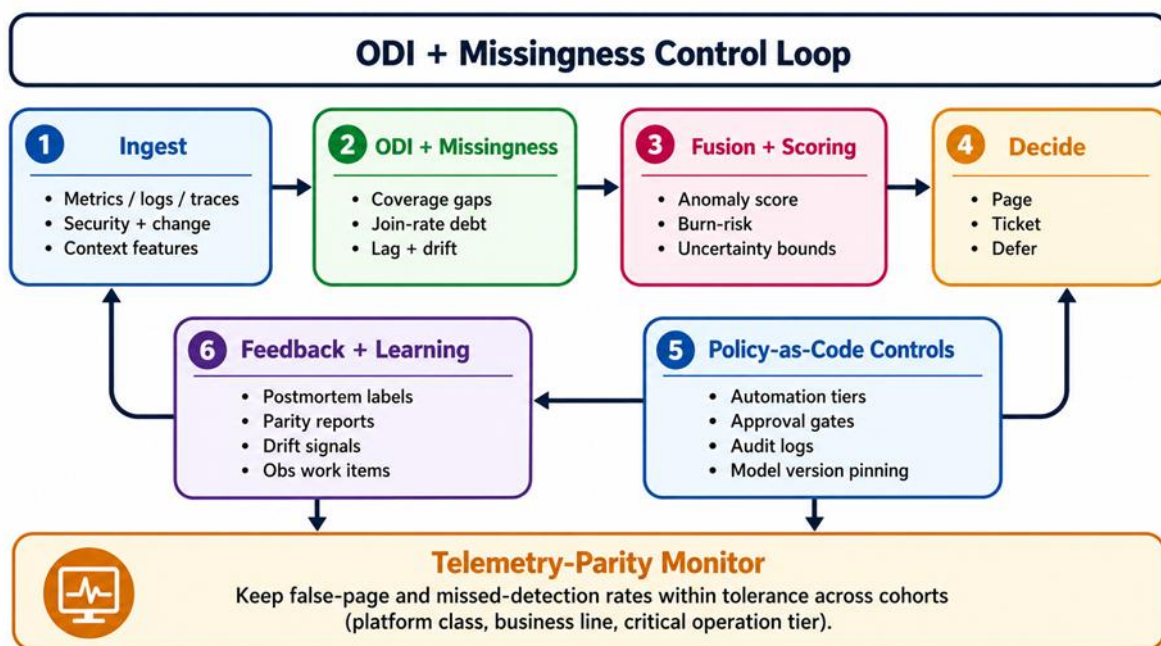 ODI + Missingness Control Loop
1 Ingest
• Metrics / logs / traces
• Security + change
• Context features
2 ODI + Missingness
• Coverage gaps
• Join-rate debt
• Lag + drift
3 Fusion + Scoring
• Anomaly score
• Burn-risk
• Uncertainty bounds
4 Decide
• Page
• Ticket
• Defer
6 Feedback + Learning
• Postmortem labels
• Parity reports
• Drift signals
• Obs work items
5 Policy-as-Code Controls
• Automation tiers
• Approval gates
• Audit logs
• Model version pinning
Telemetry-Parity Monitor
Keep false-page and missed-detection rates within tolerance across cohorts
(platform class, business line, critical operation tier).